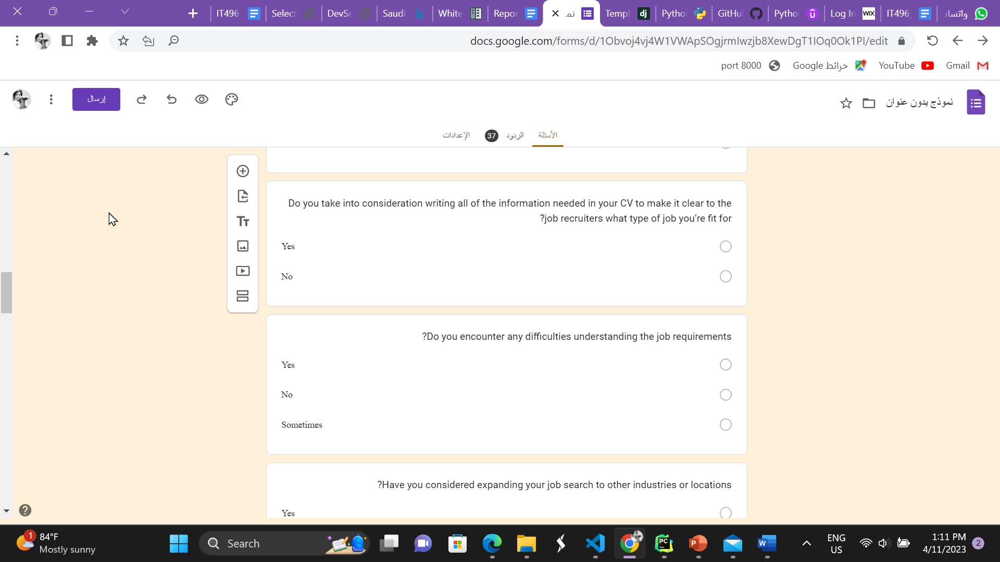 IT496
Select
DevSe
Saudi
White
Repor
نمـ
Templ
Pytho
GitHu
Pytho
Log In
WIX
IT496_
واتساب
docs.google.com/forms/d/1Obvoj4vj4W1VWApSOgjrmIwzjb8XewDgT1IOq0Ok1PI/edit
port 8000
خرائط Google
YouTube
Gmail
إرسال
نموذج بدون عنوان
الأسئلة
الردود 37
الإعدادات
Do you take into consideration writing all of the information needed in your CV to make it clear to the
?job recruiters what type of job you’re fit for
Yes
No
?Do you encounter any difficulties understanding the job requirements
Yes
No
Sometimes
?Have you considered expanding your job search to other industries or locations
Yes
1
84°F
Mostly sunny
Search
ENG
US
1:11 PM
4/11/2023
2